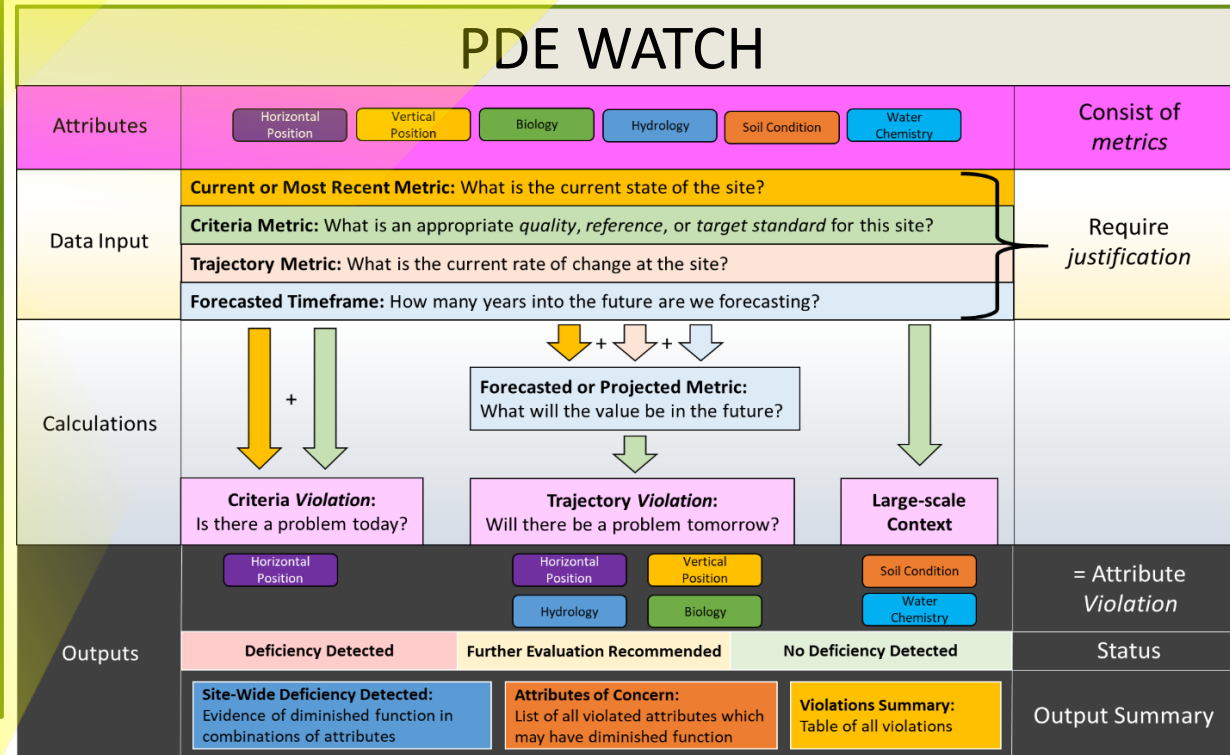 PDE WATCH
Attributes
Horizontal
Position
Vertical
Position
Biology
Hydrology
Soil Condition
Water
Chemistry
Consist of
metrics
Data Input
Current or Most Recent Metric: What is the current state of the site?
Criteria Metric: What is an appropriate quality, reference, or target standard for this site?
Trajectory Metric: What is the current rate of change at the site?
Forecasted Timeframe: How many years into the future are we forecasting?
Require
justification
Calculations
+
+
+
Forecasted or Projected Metric:
What will the value be in the future?
Criteria Violation:
Is there a problem today?
Trajectory Violation:
Will there be a problem tomorrow?
Large-scale
Context
Outputs
Horizontal
Position
Horizontal
Position
Vertical
Position
Hydrology
Biology
Soil Condition
Water
Chemistry
= Attribute
Violation
Deficiency Detected
Further Evaluation Recommended
No Deficiency Detected
Status
Site-Wide Deficiency Detected:
Evidence of diminished function in
combinations of attributes
Attributes of Concern:
List of all violated attributes which
may have diminished function
Violations Summary:
Table of all violations
Output Summary